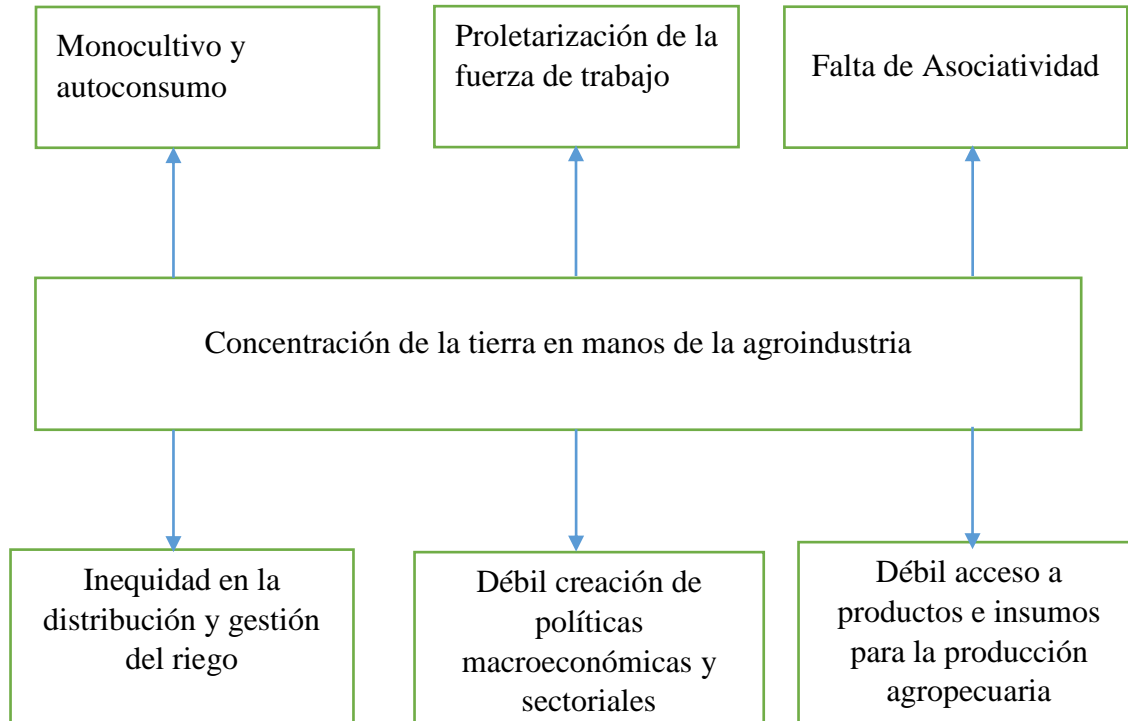 Monocultivo y
autoconsumo
Proletarización de la
fuerza de trabajo
Falta de Asociatividad
Concentración de la tierra en manos de la agroindustria
Inequidad en la
distribución y gestión
del riego
Débil creación de
políticas
macroeconómicas y
sectoriales
Débil acceso a
productos e insumos
para la producción
agropecuaria